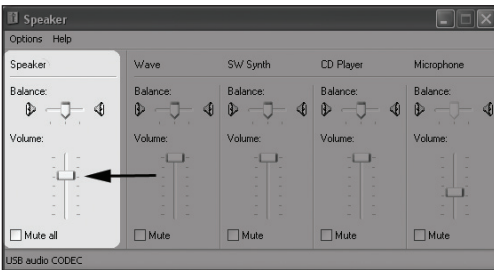 Speaker
Options Help
Speaker Wave SW Synth CD Player Microphone
Balance: Balance: Balance: Balance: Balance:
Volume: Volume: Volume: Volume: Volume:
Mute all Mute Mute Mute Mute
USB audio CODEC